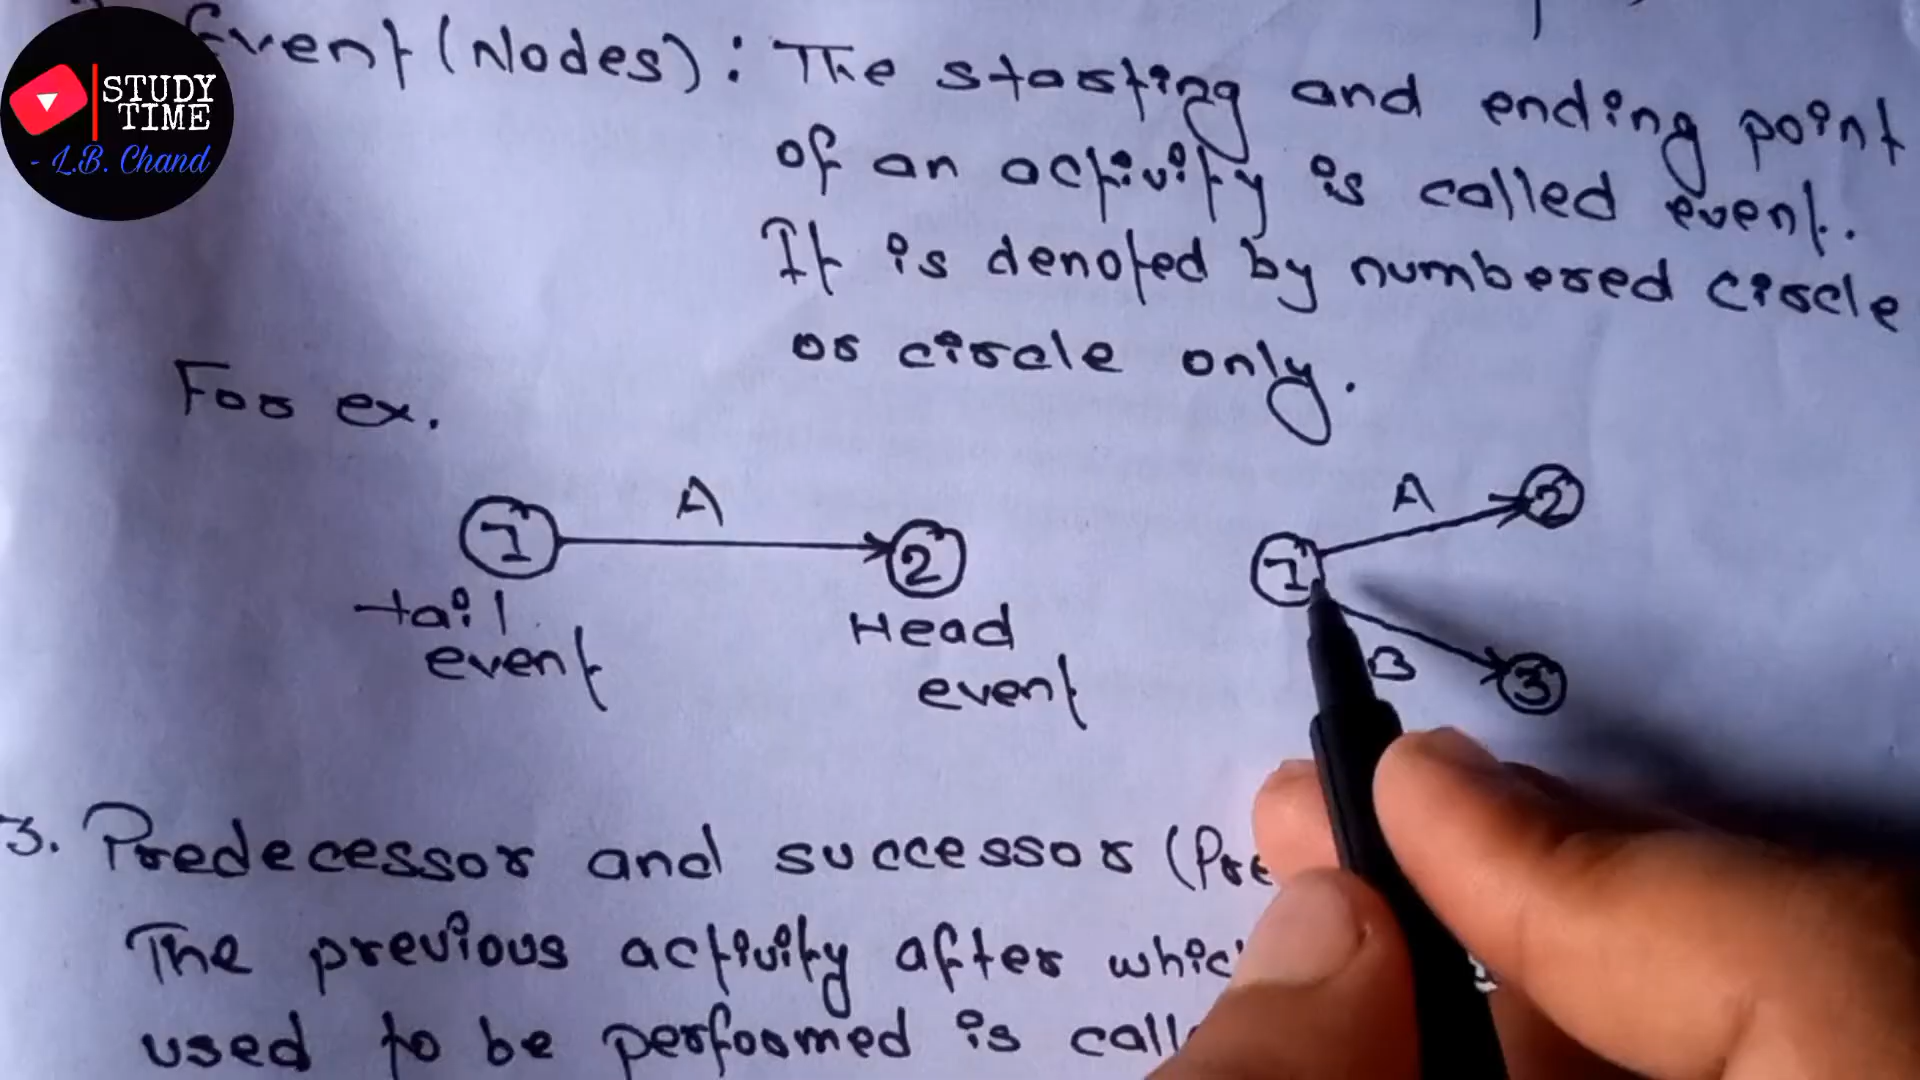 STUDY
TIME
- L.B. Chand
Event (Nodes): The starting and ending point
of an activity is called event.
It is denoted by numbered circle
or circle only.
For ex.
1 A 2
tail event
Head event
1 A 2
B 3
3. Predecessor and successor (Pre
The previous activity after whic
used to be performed is call